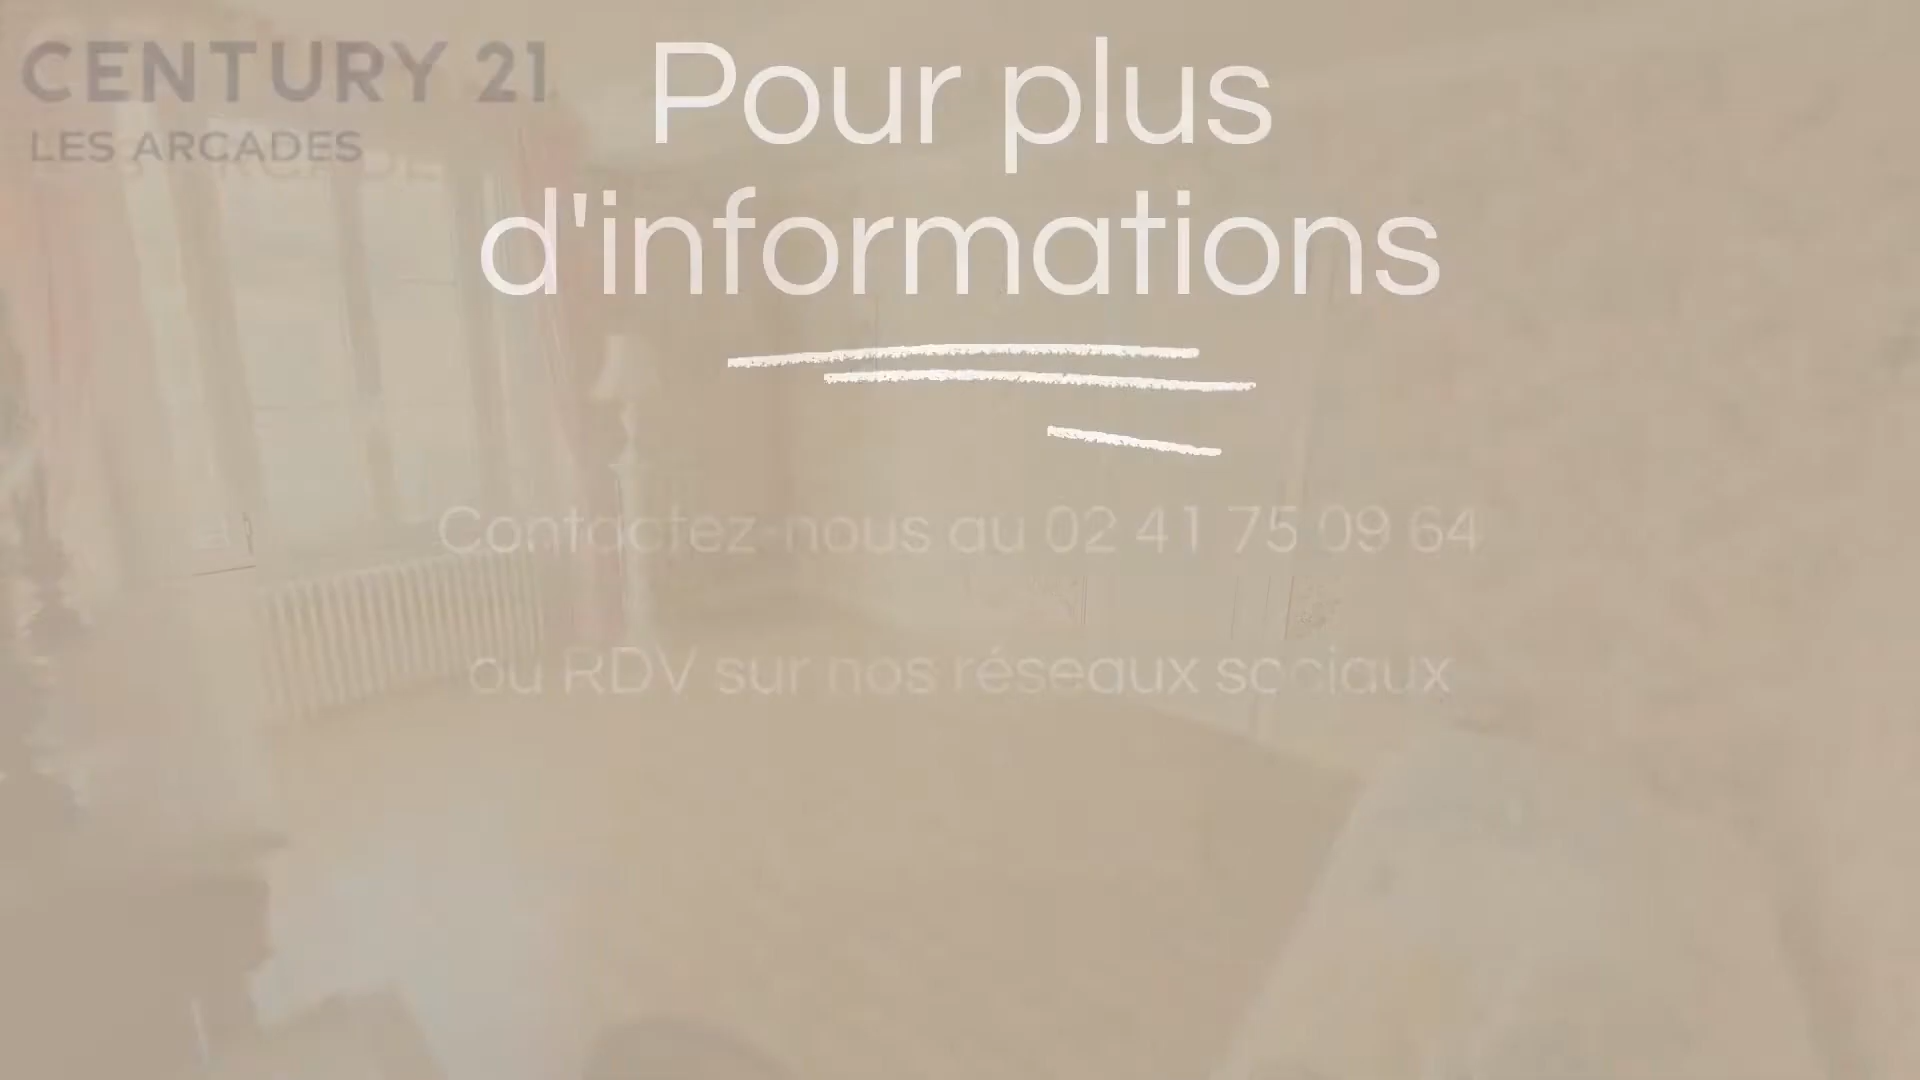 CENTURY 21
LES ARCADES
Pour plus
d'informations
Contactez-nous au 02 41 75 09 64
ou RDV sur nos réseaux sociaux